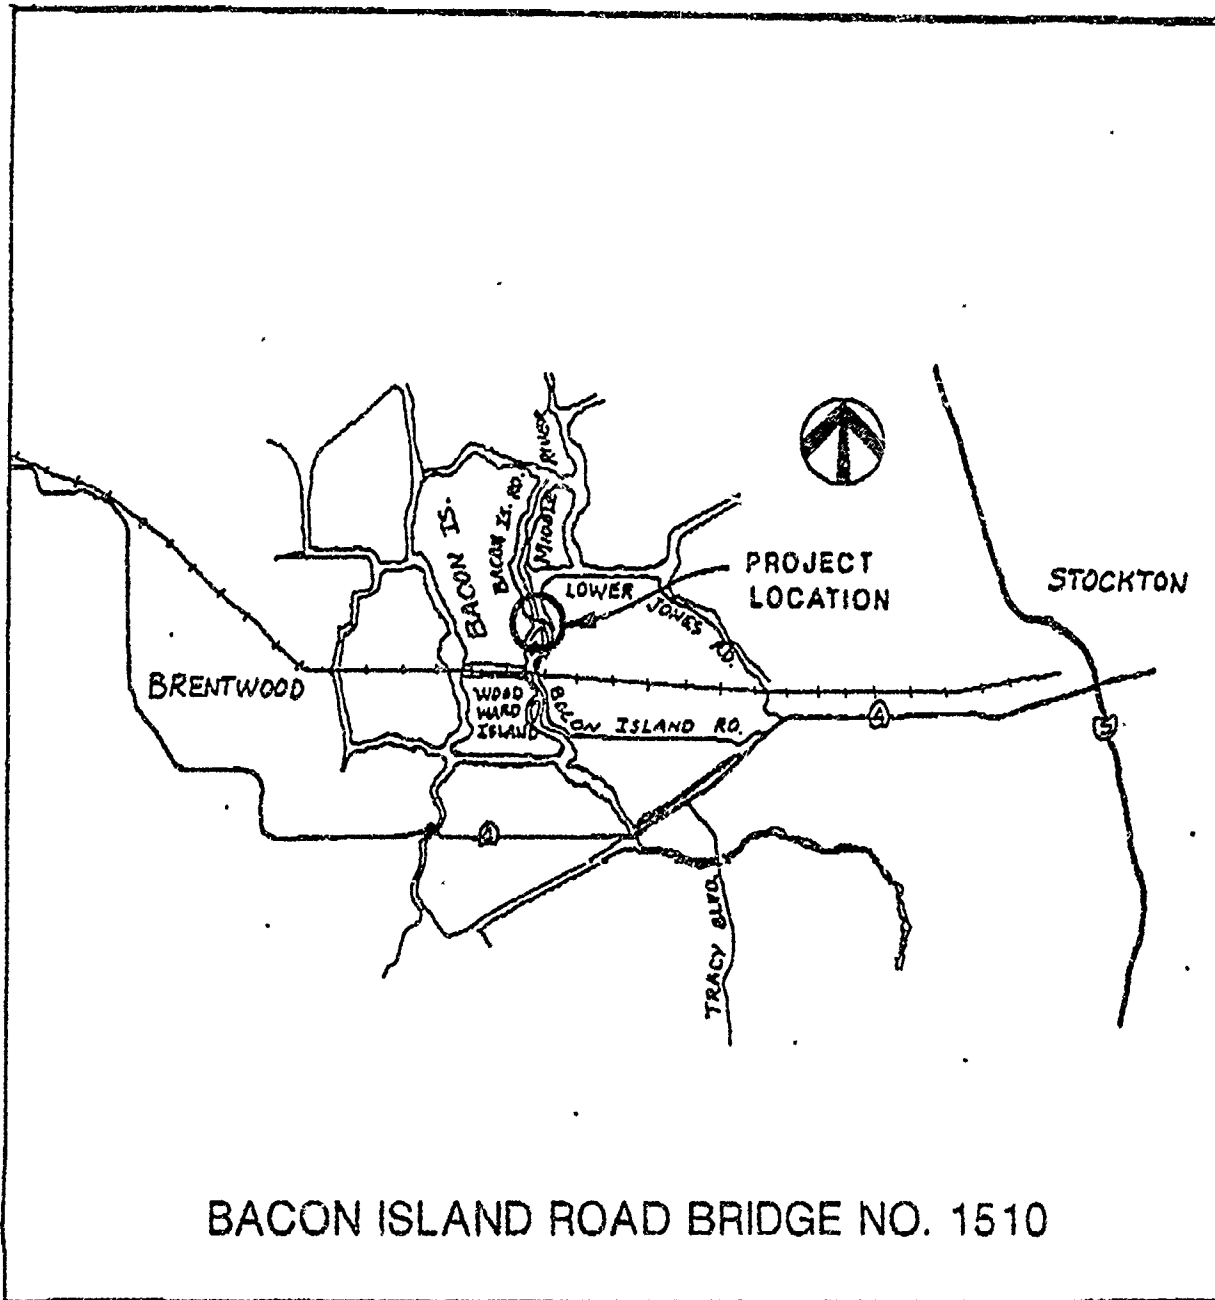 MIDDLE RIVER
BACON IS. RD.
BACON IS.
PROJECT
LOCATION
STOCKTON
LOWER
JONES RD.
BRENTWOOD
WOOD
WARD
ISLAND
BACON ISLAND RD.
4
5
4
TRACY BLVD.
BACON ISLAND ROAD BRIDGE NO. 1510